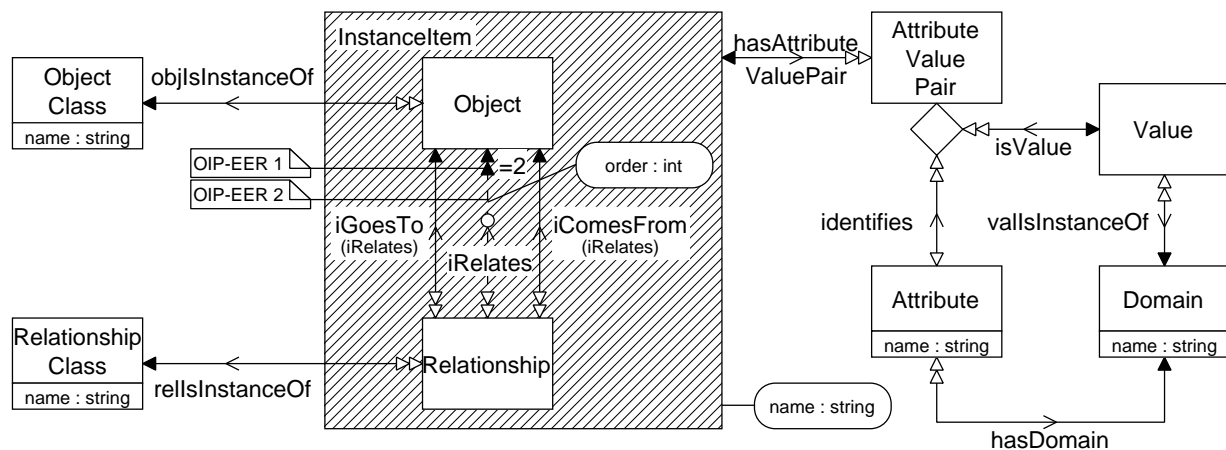 InstanceItem
hasAttribute
ValuePair
Attribute
Value
Pair
Object
Class
name : string
objIsInstanceOf
Object
Value
isValue
OIP-EER 1
OIP-EER 2
=2
order : int
iGoesTo
(iRelates)
iRelates
iComesFrom
(iRelates)
identifies
valIsInstanceOf
Attribute
name : string
Domain
name : string
Relationship
Class
name : string
relIsInstanceOf
Relationship
name : string
hasDomain